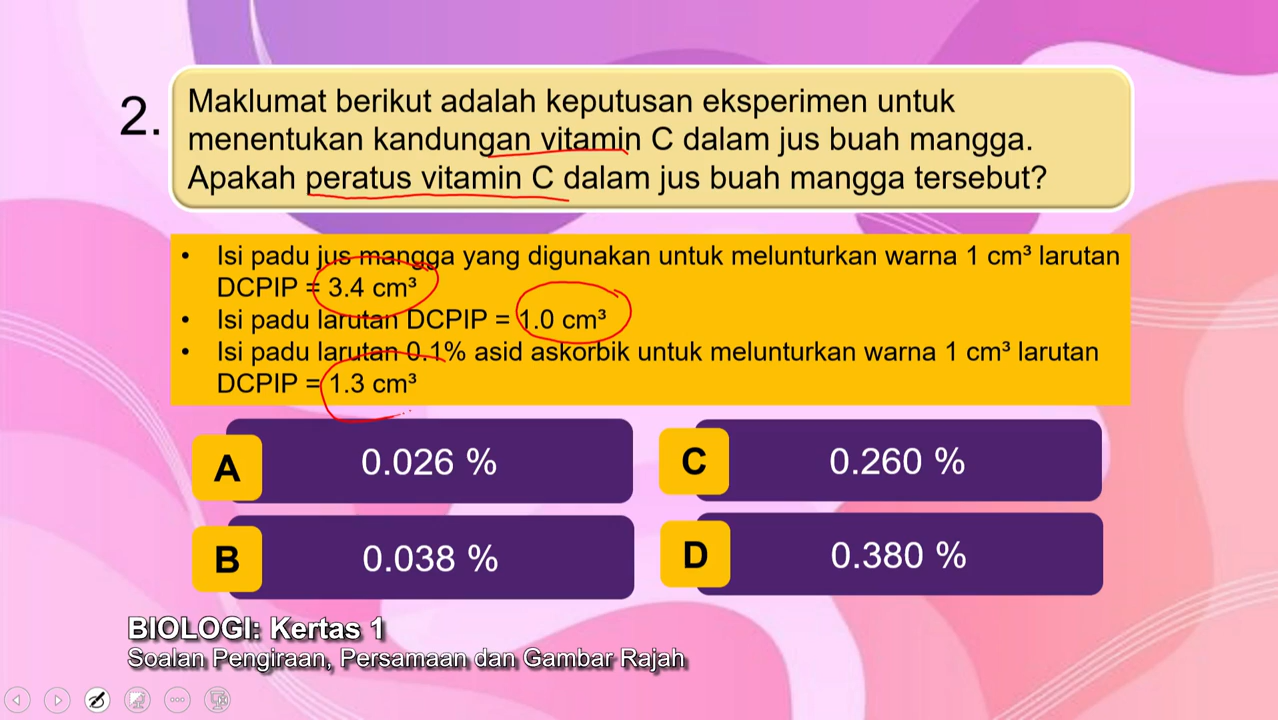 2.
Maklumat berikut adalah keputusan eksperimen untuk
menentukan kandungan vitamin C dalam jus buah mangga.
Apakah peratus vitamin C dalam jus buah mangga tersebut?
• Isi padu jus mangga yang digunakan untuk melunturkan warna 1 cm³ larutan
DCPIP = 3.4 cm³
• Isi padu larutan DCPIP = 1.0 cm³
• Isi padu larutan 0.1% asid askorbik untuk melunturkan warna 1 cm³ larutan
DCPIP = 1.3 cm³
A 0.026 %
B 0.038 %
C 0.260 %
D 0.380 %
BIOLOGI: Kertas 1
Soalan Pengiraan, Persamaan dan Gambar Rajah